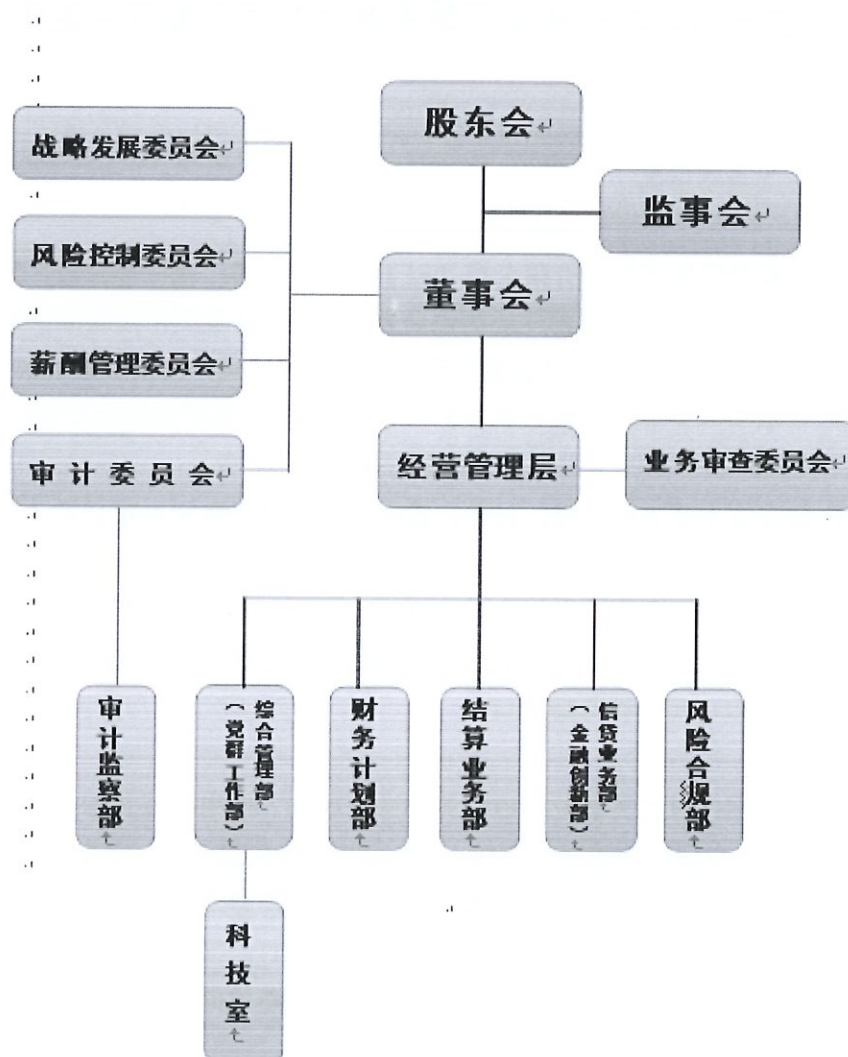 股东会
战略发展委员会
监事会
风险控制委员会
董事会
薪酬管理委员会
经营管理层
业务审查委员会
审计委员会
审计监察部
综合管理部
（党群工作部）
财务计划部
结算业务部
信贷业务部
（金融创新部）
风险合规部
科技室